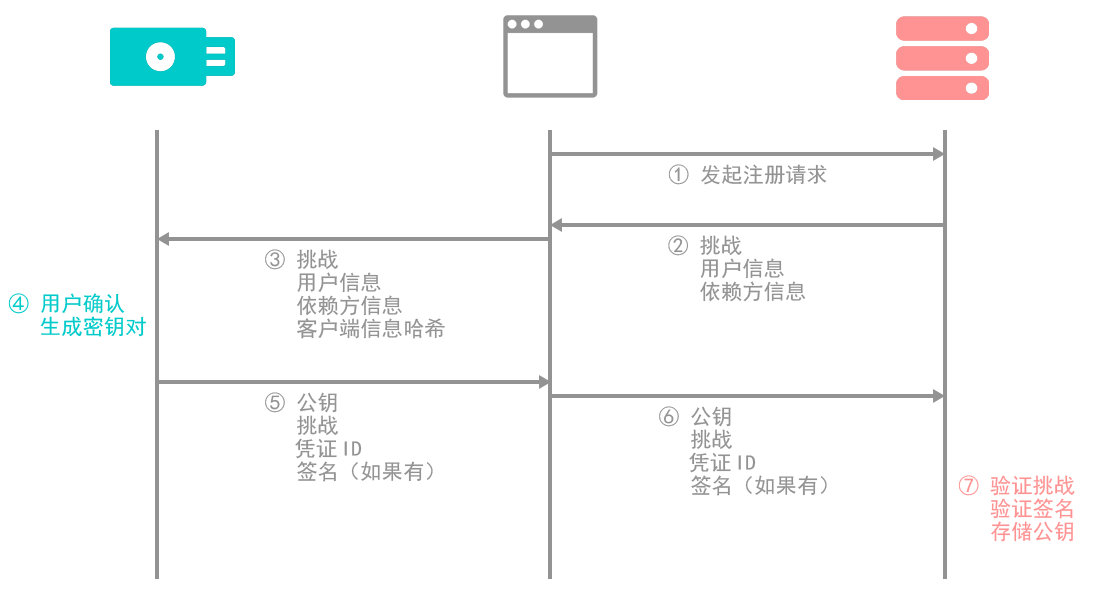 ① 发起注册请求
② 挑战
用户信息
依赖方信息
③ 挑战
用户信息
依赖方信息
客户端信息哈希
④ 用户确认
生成密钥对
⑤ 公钥
挑战
凭证 ID
签名（如果有）
⑥ 公钥
挑战
凭证 ID
签名（如果有）
⑦ 验证挑战
验证签名
存储公钥